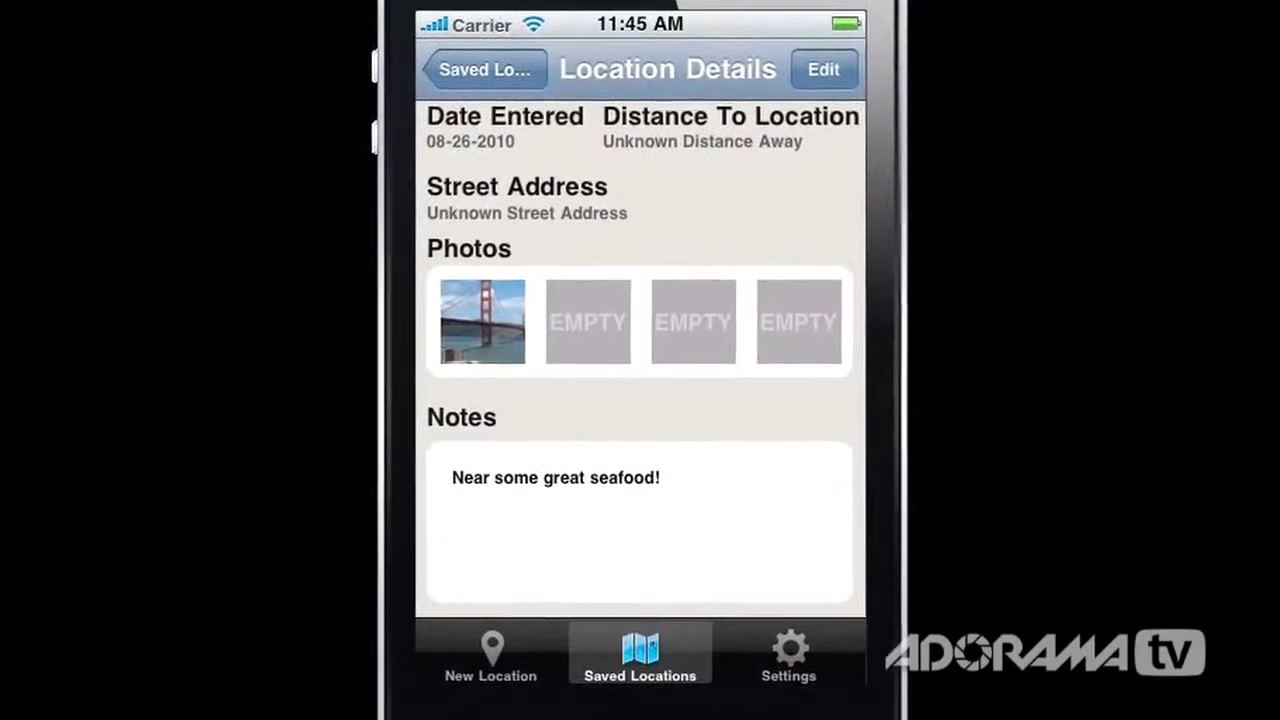 Carrier 11:45 AM
Saved Lo... Location Details Edit
Date Entered Distance To Location
08-26-2010 Unknown Distance Away
Street Address
Unknown Street Address
Photos
EMPTY EMPTY EMPTY
Notes
Near some great seafood!
New Location Saved Locations Settings
ADORAMA tv